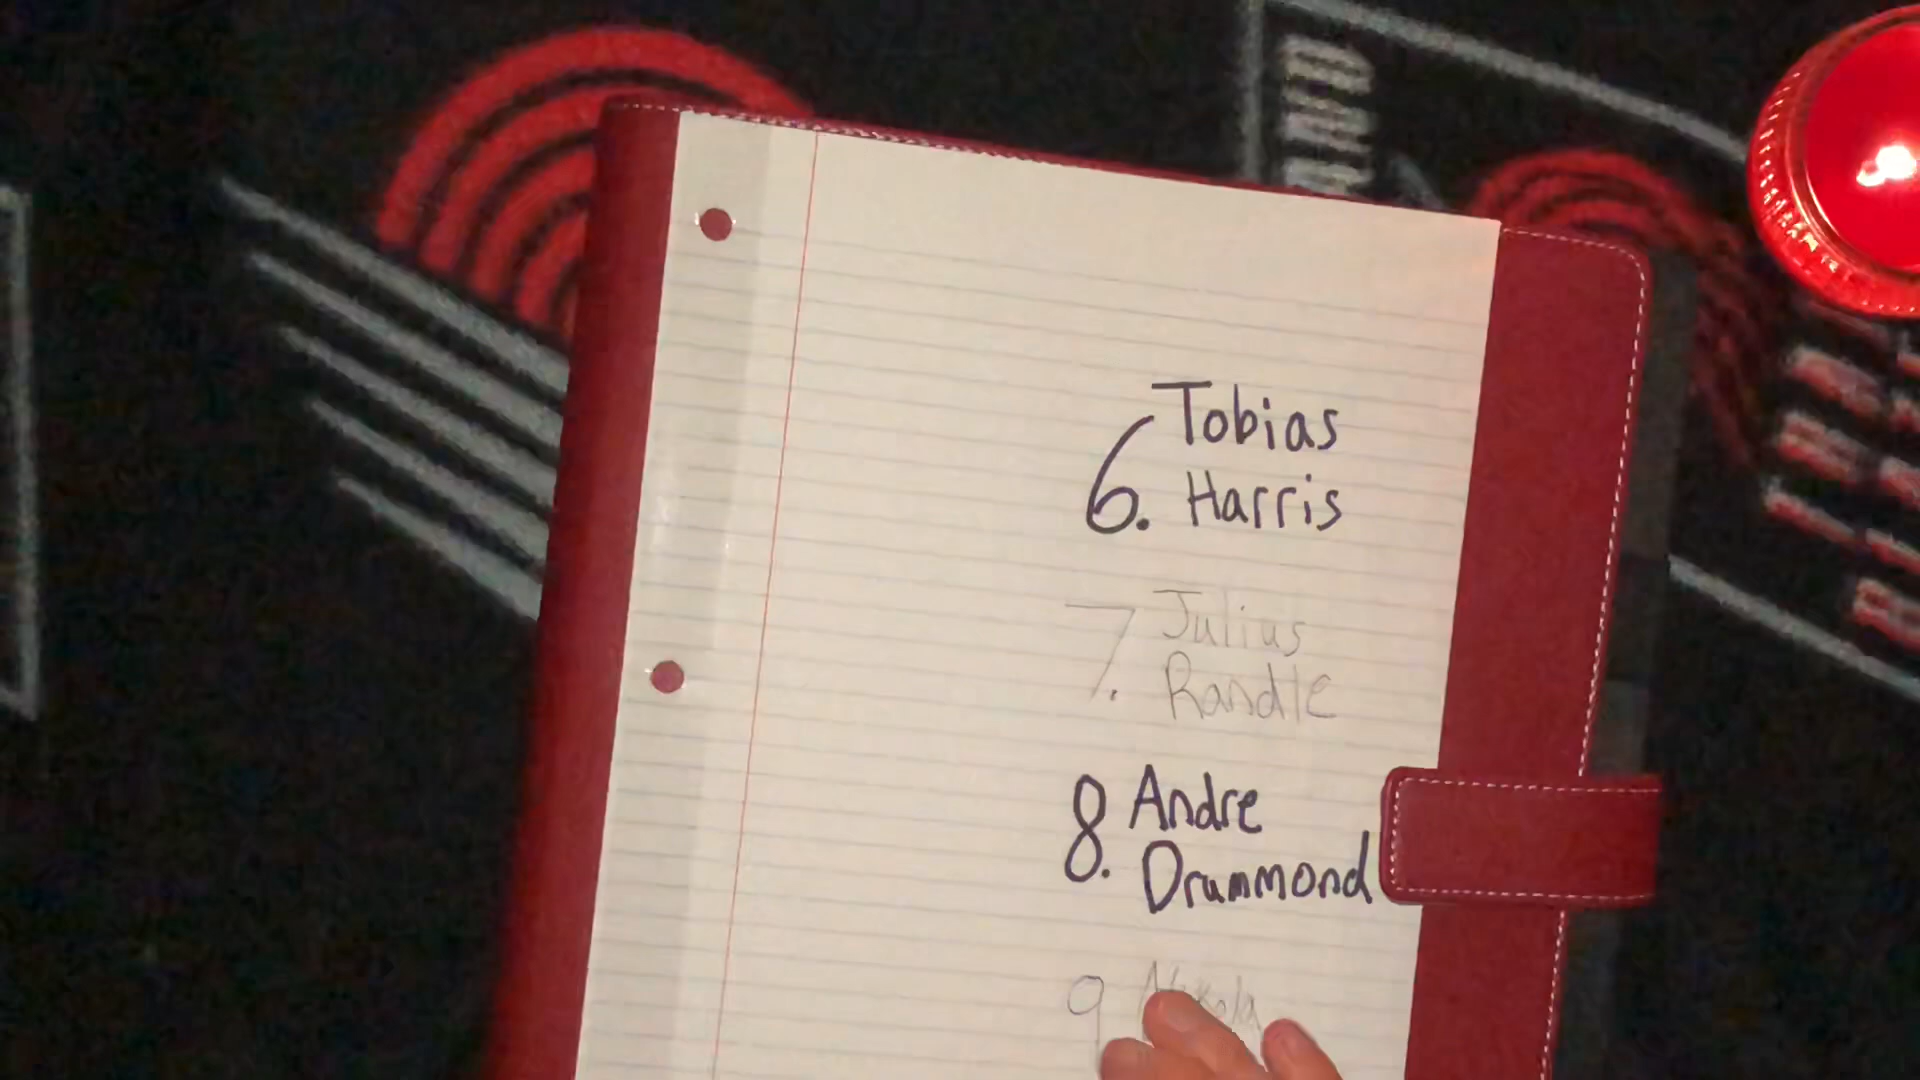 6. Tobias
Harris
7. Julius
Randle
8. Andre
Drummond
9